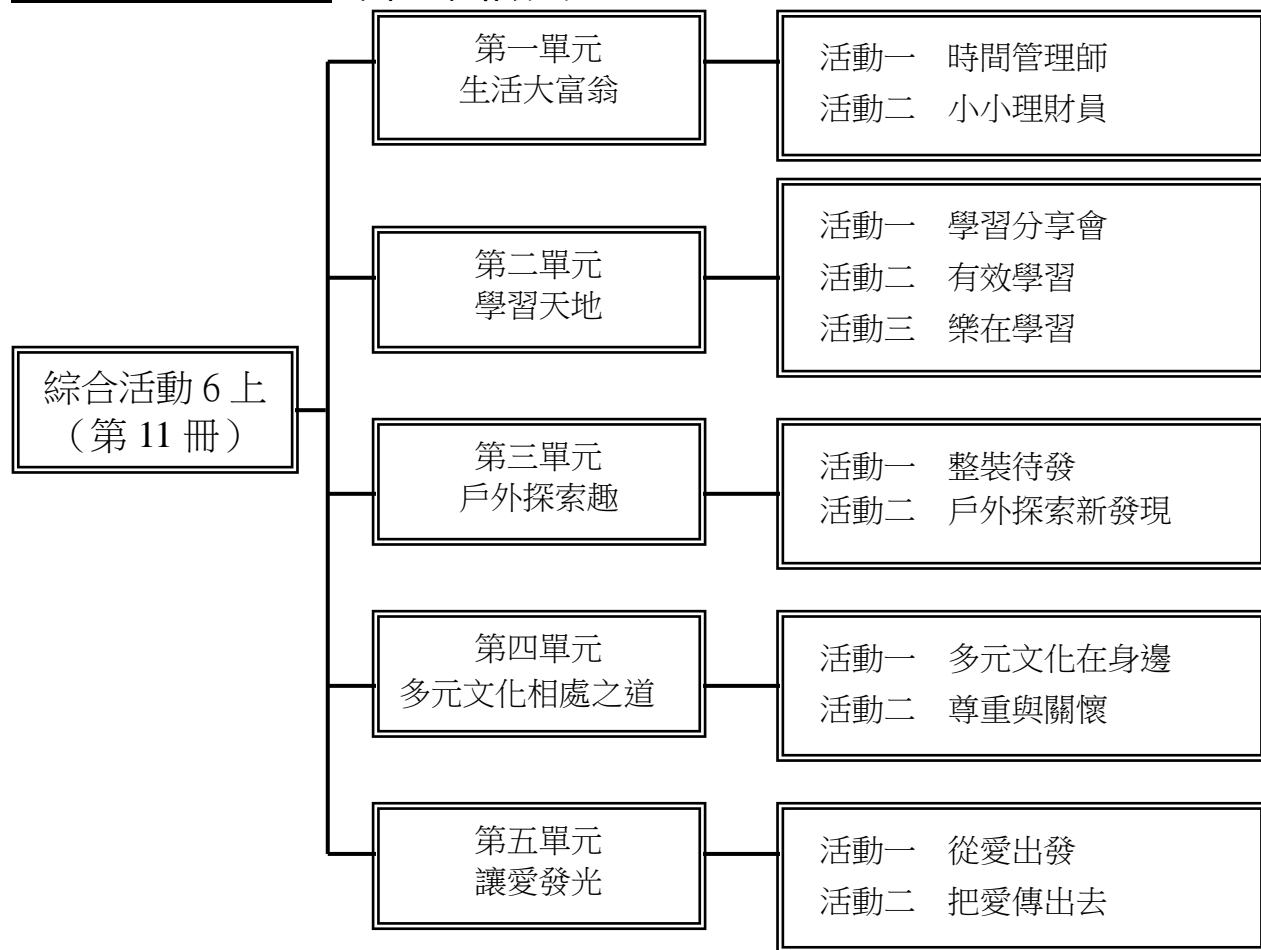 綜合活動 6 上
（第 11 冊）
第一單元
生活大富翁
活動一　時間管理師
活動二　小小理財員
第二單元
學習天地
活動一　學習分享會
活動二　有效學習
活動三　樂在學習
第三單元
戶外探索趣
活動一　整裝待發
活動二　戶外探索新發現
第四單元
多元文化相處之道
活動一　多元文化在身邊
活動二　尊重與關懷
第五單元
讓愛發光
活動一　從愛出發
活動二　把愛傳出去